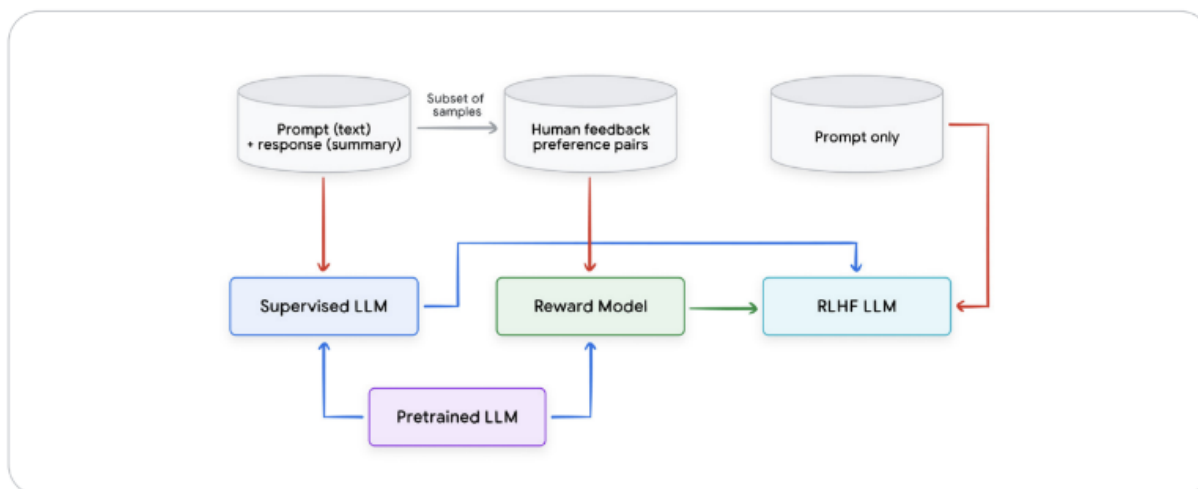 Subset of
samples
Prompt (text)
+ response (summary)
Human feedback
preference pairs
Prompt only
Supervised LLM
Reward Model
RLHF LLM
Pretrained LLM